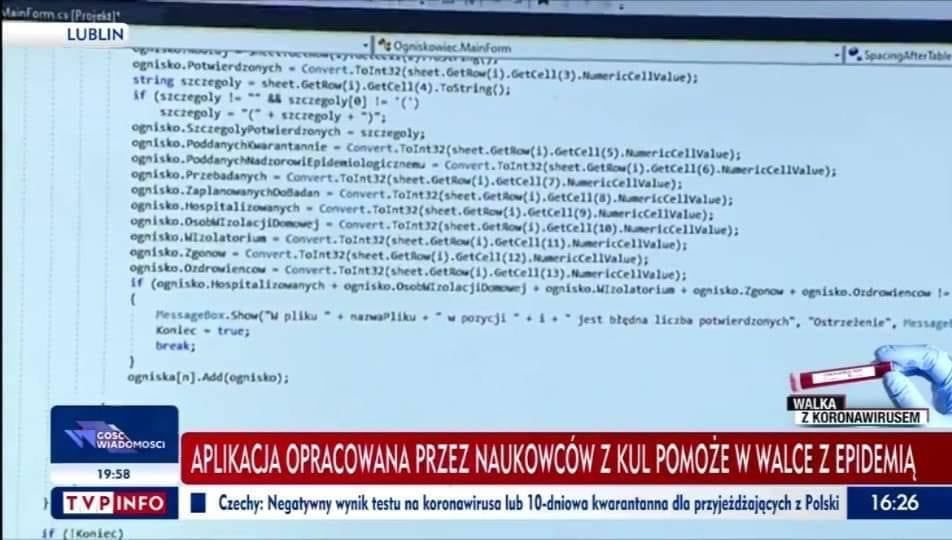 MainForm.cs [Projekt]*
LUBLIN
Ogniskowiec.MainForm
SpacingAfterTable
ognisko.Potwierdzonych = Convert.ToInt32(sheet.GetRow(i).GetCell(3).NumericCellValue);
string szczegoly = sheet.GetRow(i).GetCell(4).ToString();
if (szczegoly != "" && szczegoly[0] != '(')
szczegoly = "(" + szczegoly + ")";
ognisko.SzczegolyPotwierdzonych = szczegoly;
ognisko.PoddanychKwarantannie = Convert.ToInt32(sheet.GetRow(i).GetCell(5).NumericCellValue);
ognisko.PoddanychNadzorowiEpidemiologicznemu = Convert.ToInt32(sheet.GetRow(i).GetCell(6).NumericCellValue);
ognisko.Przebadanych = Convert.ToInt32(sheet.GetRow(i).GetCell(7).NumericCellValue);
ognisko.ZaplanowanychDoBadan = Convert.ToInt32(sheet.GetRow(i).GetCell(8).NumericCellValue);
ognisko.Hospitalizowanych = Convert.ToInt32(sheet.GetRow(i).GetCell(9).NumericCellValue);
ognisko.OsobWIzolacjiDomowej = Convert.ToInt32(sheet.GetRow(i).GetCell(10).NumericCellValue);
ognisko.WIzolatorium = Convert.ToInt32(sheet.GetRow(i).GetCell(11).NumericCellValue);
ognisko.Zgonow = Convert.ToInt32(sheet.GetRow(i).GetCell(12).NumericCellValue);
ognisko.Ozdrowiencow = Convert.ToInt32(sheet.GetRow(i).GetCell(13).NumericCellValue);
if (ognisko.Hospitalizowanych + ognisko.OsobWIzolacjiDomowej + ognisko.WIzolatorium + ognisko.Zgonow + ognisko.Ozdrowiencow !=
{
MessageBox.Show("W pliku " + nazwaPliku + " w pozycji " + i + " jest błędna liczba potwierdzonych", "Ostrzeżenie", MessageB
Koniec = true;
break;
}
ogniska[n].Add(ognisko);
WALKA
Z KORONAWIRUSEM
GOŚĆ
WIADOMOŚCI
19:58
APLIKACJA OPRACOWANA PRZEZ NAUKOWCÓW Z KUL POMOŻE W WALCE Z EPIDEMIĄ
TVP INFO
Czechy: Negatywny wynik testu na koronawirusa lub 10-dniowa kwarantanna dla przyjeżdżających z Polski
16:26
}
if (!Koniec)